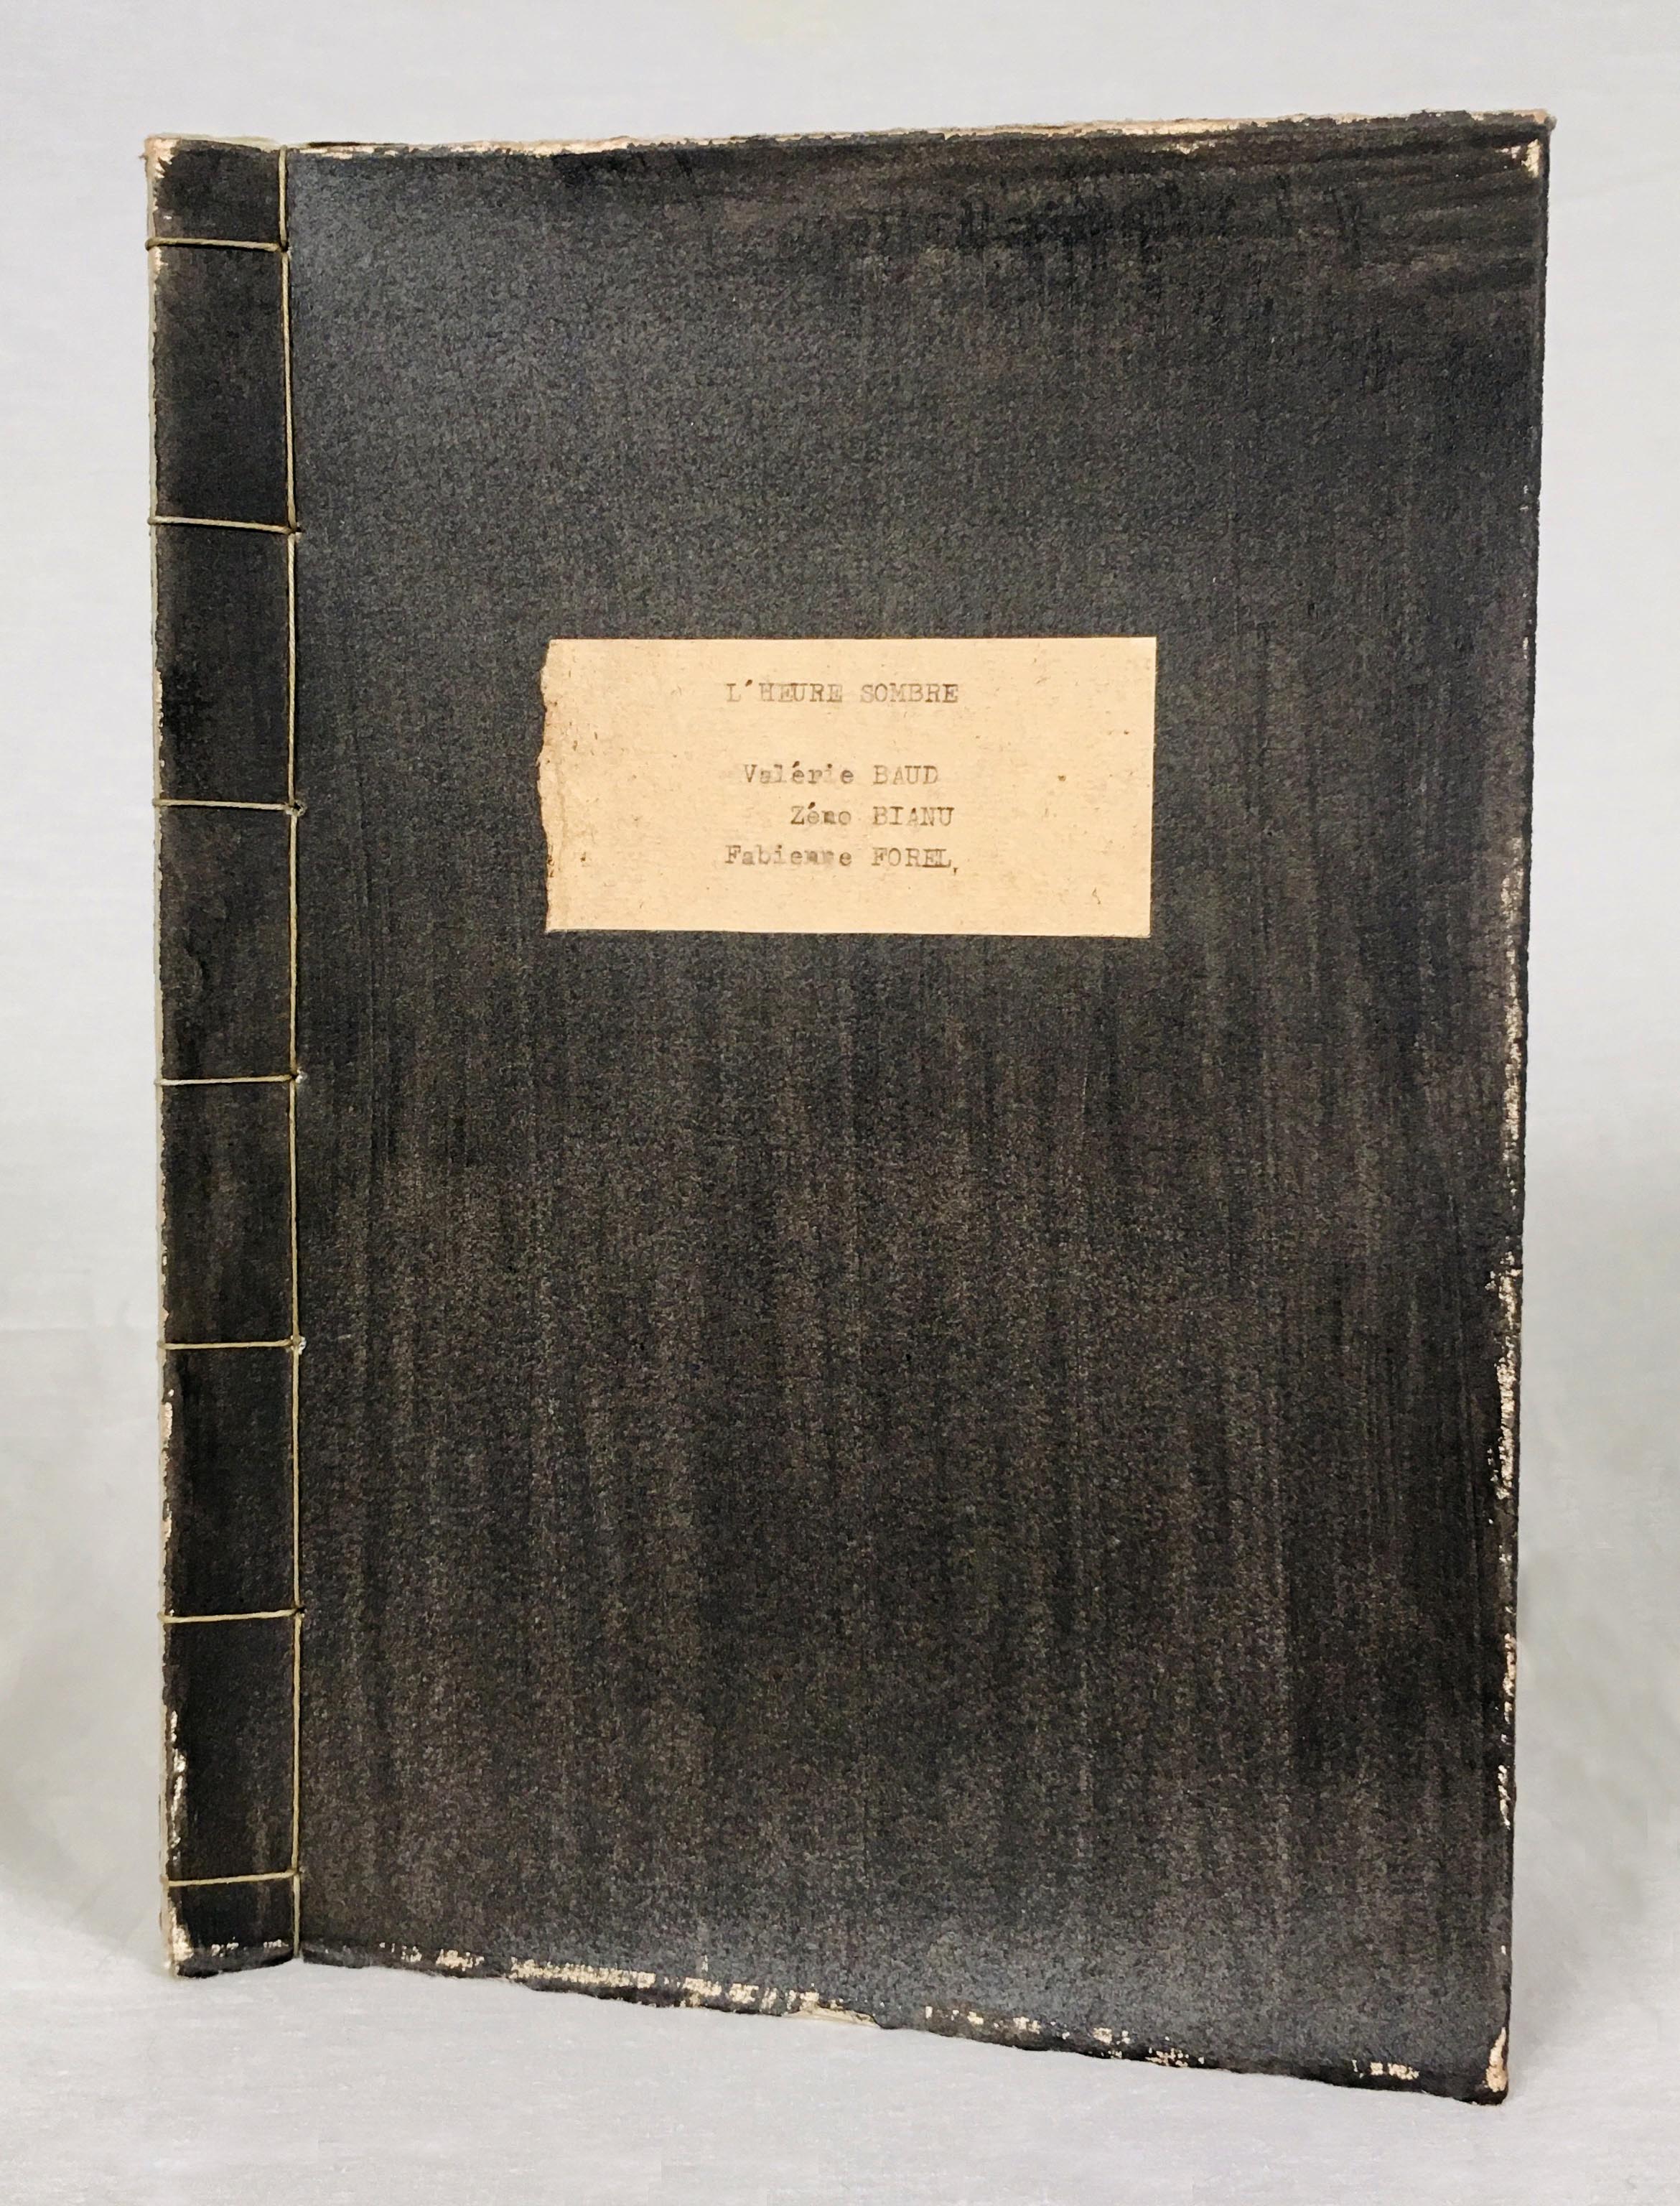 L'HEURE SOMBRE
Valérie BAUD
Zéno BIANU
Fabienne FOREL